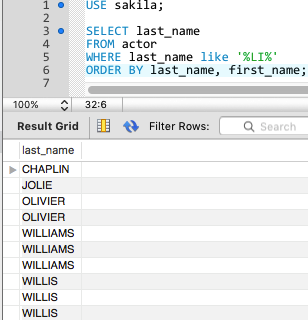 1 USE sakila;
2
3 SELECT last_name
4 FROM actor
5 WHERE last_name like '%LI%'
6 ORDER BY last_name, first_name;
7
100% 32:6
Result Grid Filter Rows: Search
last_name
CHAPLIN
JOLIE
OLIVIER
OLIVIER
WILLIAMS
WILLIAMS
WILLIAMS
WILLIS
WILLIS
WILLIS